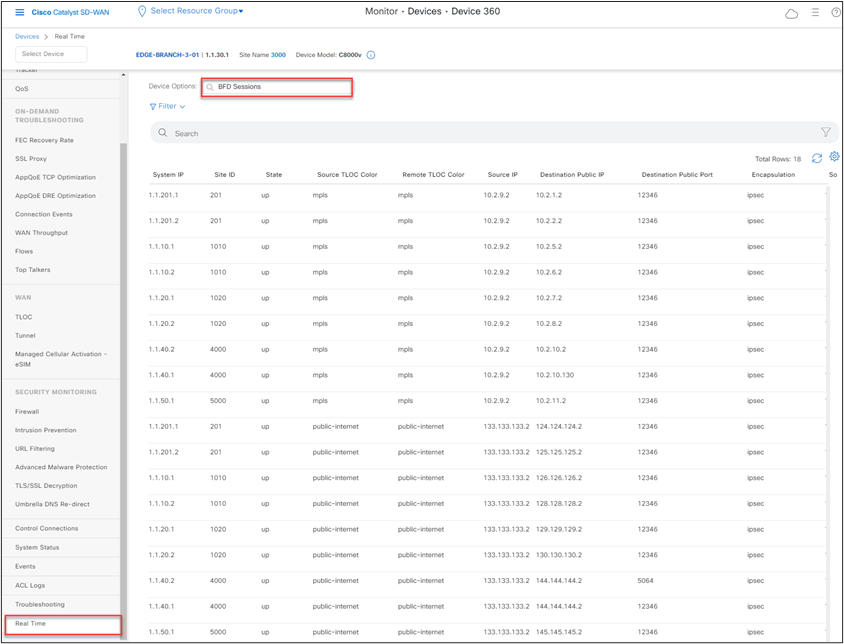 Cisco Catalyst SD-WAN
Select Resource Group
Monitor · Devices · Device 360
Devices > Real Time
Select Device
EDGE-BRANCH-3-01 | 1.1.30.1 Site Name 3000 Device Model: C8000v
Tracker
QoS
ON-DEMAND
TROUBLESHOOTING
FEC Recovery Rate
SSL Proxy
AppQoE TCP Optimization
AppQoE DRE Optimization
Connection Events
WAN Throughput
Flows
Top Talkers
WAN
TLOC
Tunnel
Managed Cellular Activation -
eSIM
SECURITY MONITORING
Firewall
Intrusion Prevention
URL Filtering
Advanced Malware Protection
TLS/SSL Decryption
Umbrella DNS Re-direct
Control Connections
System Status
Events
ACL Logs
Troubleshooting
Real Time
Device Options: BFD Sessions
Filter
Search
Total Rows: 18
System IP Site ID State Source TLOC Color Remote TLOC Color Source IP Destination Public IP Destination Public Port Encapsulation So
1.1.201.1 201 up mpls mpls 10.2.9.2 10.2.1.2 12346 ipsec
1.1.201.2 201 up mpls mpls 10.2.9.2 10.2.2.2 12346 ipsec
1.1.10.1 1010 up mpls mpls 10.2.9.2 10.2.5.2 12346 ipsec
1.1.10.2 1010 up mpls mpls 10.2.9.2 10.2.6.2 12346 ipsec
1.1.20.1 1020 up mpls mpls 10.2.9.2 10.2.7.2 12346 ipsec
1.1.20.2 1020 up mpls mpls 10.2.9.2 10.2.8.2 12346 ipsec
1.1.40.2 4000 up mpls mpls 10.2.9.2 10.2.10.2 12346 ipsec
1.1.40.1 4000 up mpls mpls 10.2.9.2 10.2.10.130 12346 ipsec
1.1.50.1 5000 up mpls mpls 10.2.9.2 10.2.11.2 12346 ipsec
1.1.201.1 201 up public-internet public-internet 133.133.133.2 124.124.124.2 12346 ipsec
1.1.201.2 201 up public-internet public-internet 133.133.133.2 125.125.125.2 12346 ipsec
1.1.10.1 1010 up public-internet public-internet 133.133.133.2 126.126.126.2 12346 ipsec
1.1.10.2 1010 up public-internet public-internet 133.133.133.2 128.128.128.2 12346 ipsec
1.1.20.1 1020 up public-internet public-internet 133.133.133.2 129.129.129.2 12346 ipsec
1.1.20.2 1020 up public-internet public-internet 133.133.133.2 130.130.130.2 12346 ipsec
1.1.40.2 4000 up public-internet public-internet 133.133.133.2 144.144.144.2 5064 ipsec
1.1.40.1 4000 up public-internet public-internet 133.133.133.2 144.144.144.2 12346 ipsec
1.1.50.1 5000 up public-internet public-internet 133.133.133.2 145.145.145.2 12346 ipsec